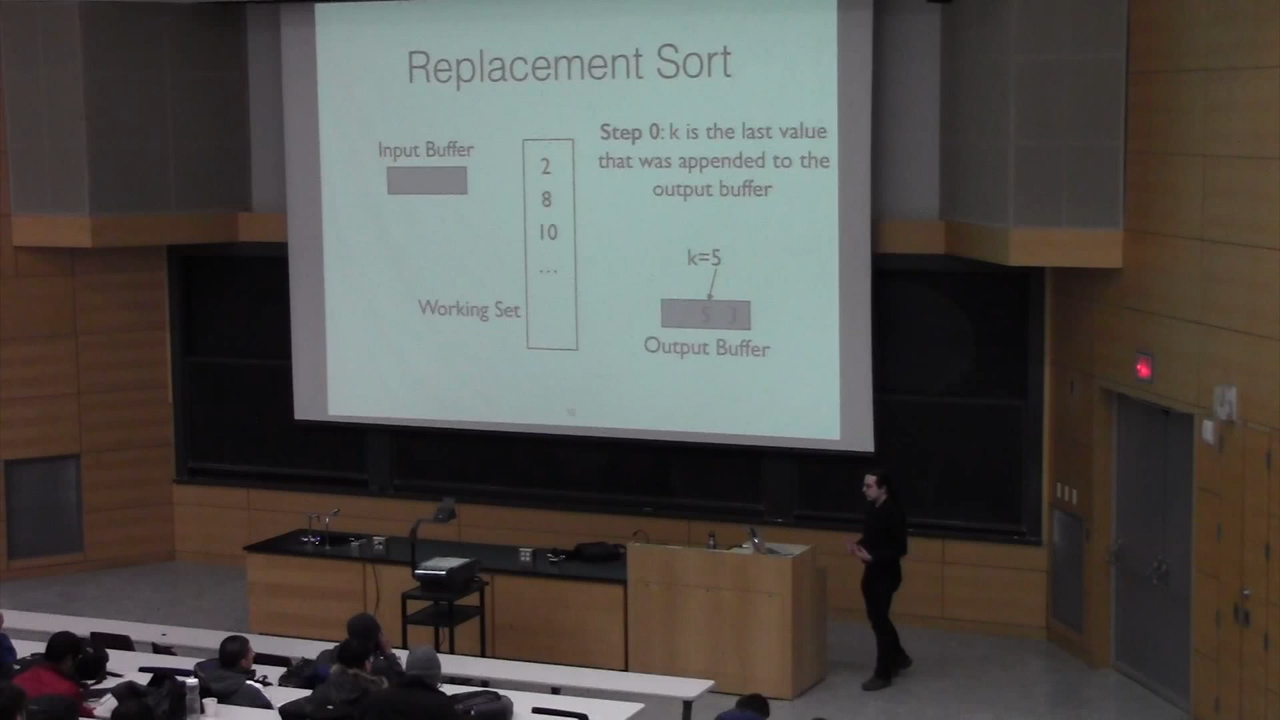 Replacement Sort
Input Buffer
2
8
10
...
Working Set
Step 0: k is the last value
that was appended to the
output buffer
k=5
5 3
Output Buffer